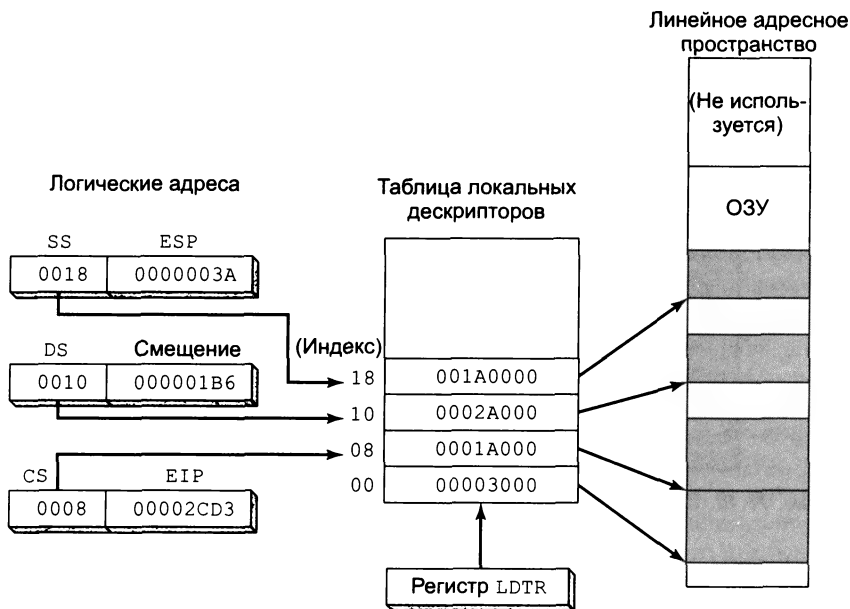 Линейное адресное
пространство
(Не исполь-
зуется)
ОЗУ
Логические адреса
Таблица локальных
дескрипторов
SS ESP
0018 0000003A
DS Смещение
0010 000001B6
CS EIP
0008 00002CD3
(Индекс)
18 001A0000
10 0002A000
08 0001A000
00 00003000
Регистр LDTR